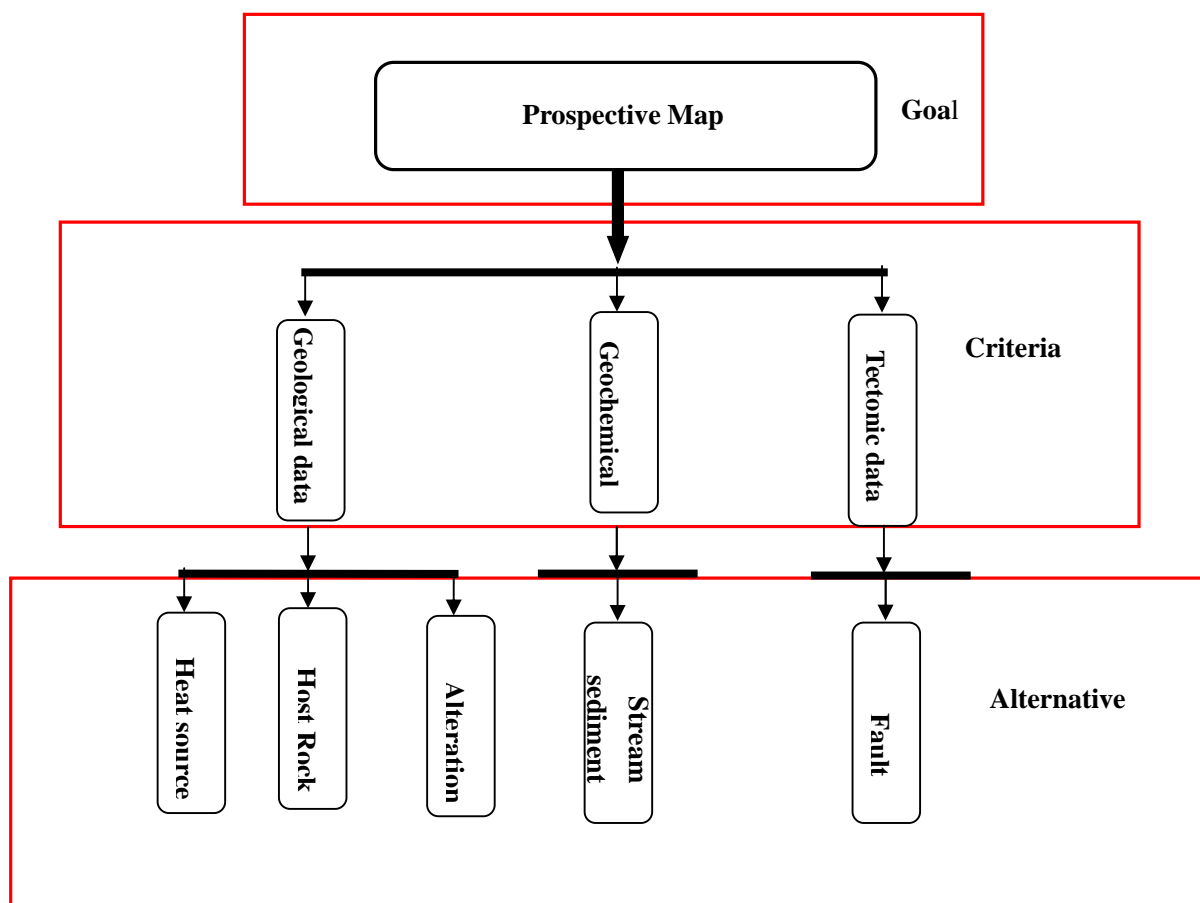 Prospective Map
Goal
Geological data
Geochemical
Tectonic data
Criteria
Heat source
Host Rock
Alteration
Stream
sediment
Fault
Alternative